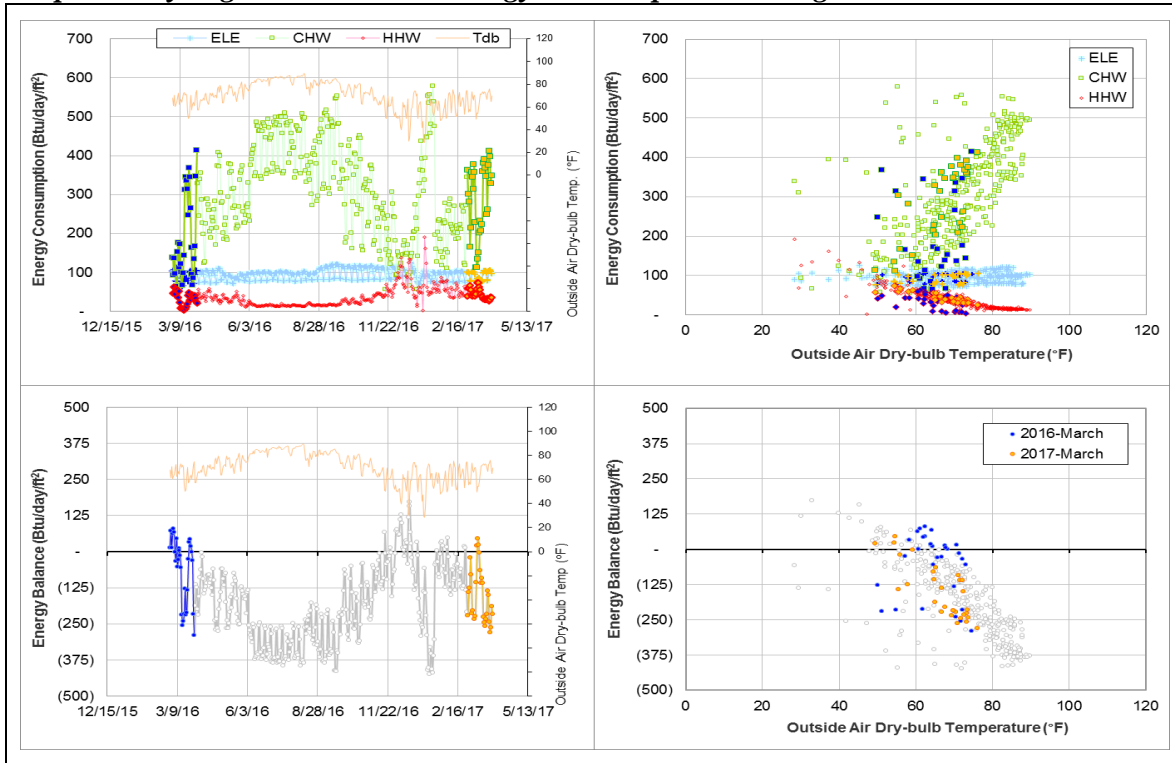 ELE CHW HHW Tdb
700
600
500
400
300
200
100
-
120
100
80
60
40
20
0
Energy Consumption (Btu/day/ft²)
Outside Air Dry-bulb Temp. (°F)
12/15/15 3/9/16 6/3/16 8/28/16 11/22/16 2/16/17 5/13/17
ELE
CHW
HHW
700
600
500
400
300
200
100
-
Energy Consumption (Btu/day/ft²)
0 20 40 60 80 100 120
Outside Air Dry-bulb Temperature (°F)
500
375
250
125
-
(125)
(250)
(375)
(500)
120
100
80
60
40
20
0
Energy Balance (Btu/day/ft²)
Outside Air Dry-bulb Temp (°F)
12/15/15 3/9/16 6/3/16 8/28/16 11/22/16 2/16/17 5/13/17
2016-March
2017-March
500
375
250
125
-
(125)
(250)
(375)
(500)
Energy Balance (Btu/day/ft²)
0 20 40 60 80 100 120
Outside Air Dry-bulb Temperature (°F)